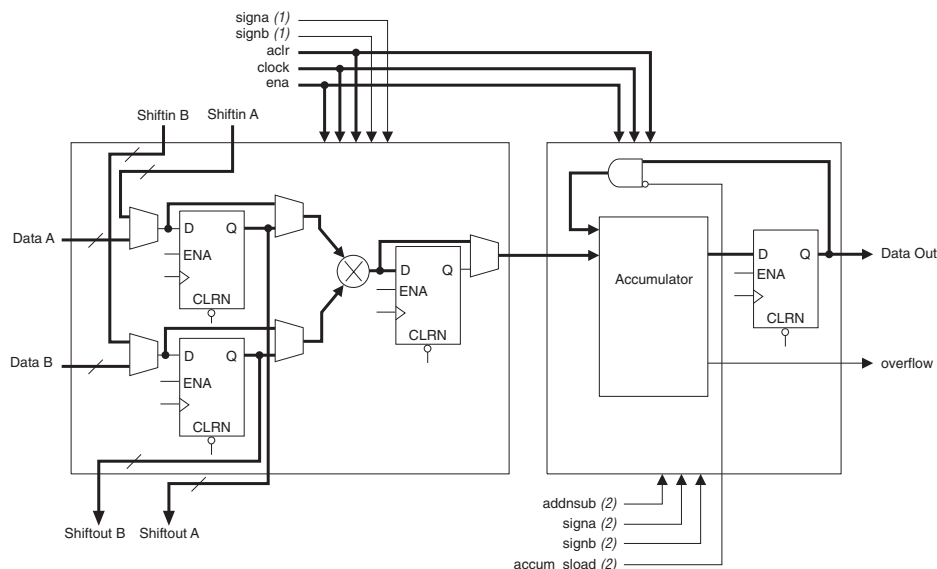 signa (1)
signb (1)
aclr
clock
ena
Shiftin B
Shiftin A
Data A
D
Q
ENA
CLRN
Data B
D
Q
ENA
CLRN
D
Q
ENA
CLRN
Accumulator
D
Q
ENA
CLRN
Data Out
overflow
Shiftout B
Shiftout A
addnsub (2)
signa (2)
signb (2)
accum_sload (2)